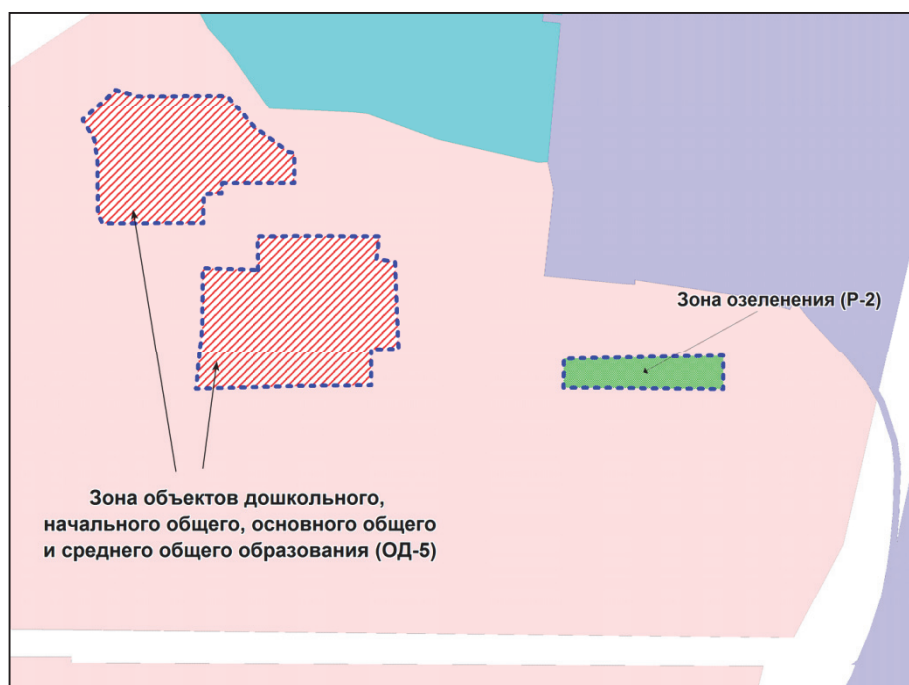 Зона озеленения (Р-2)
Зона объектов дошкольного,
начального общего, основного общего
и среднего общего образования (ОД-5)